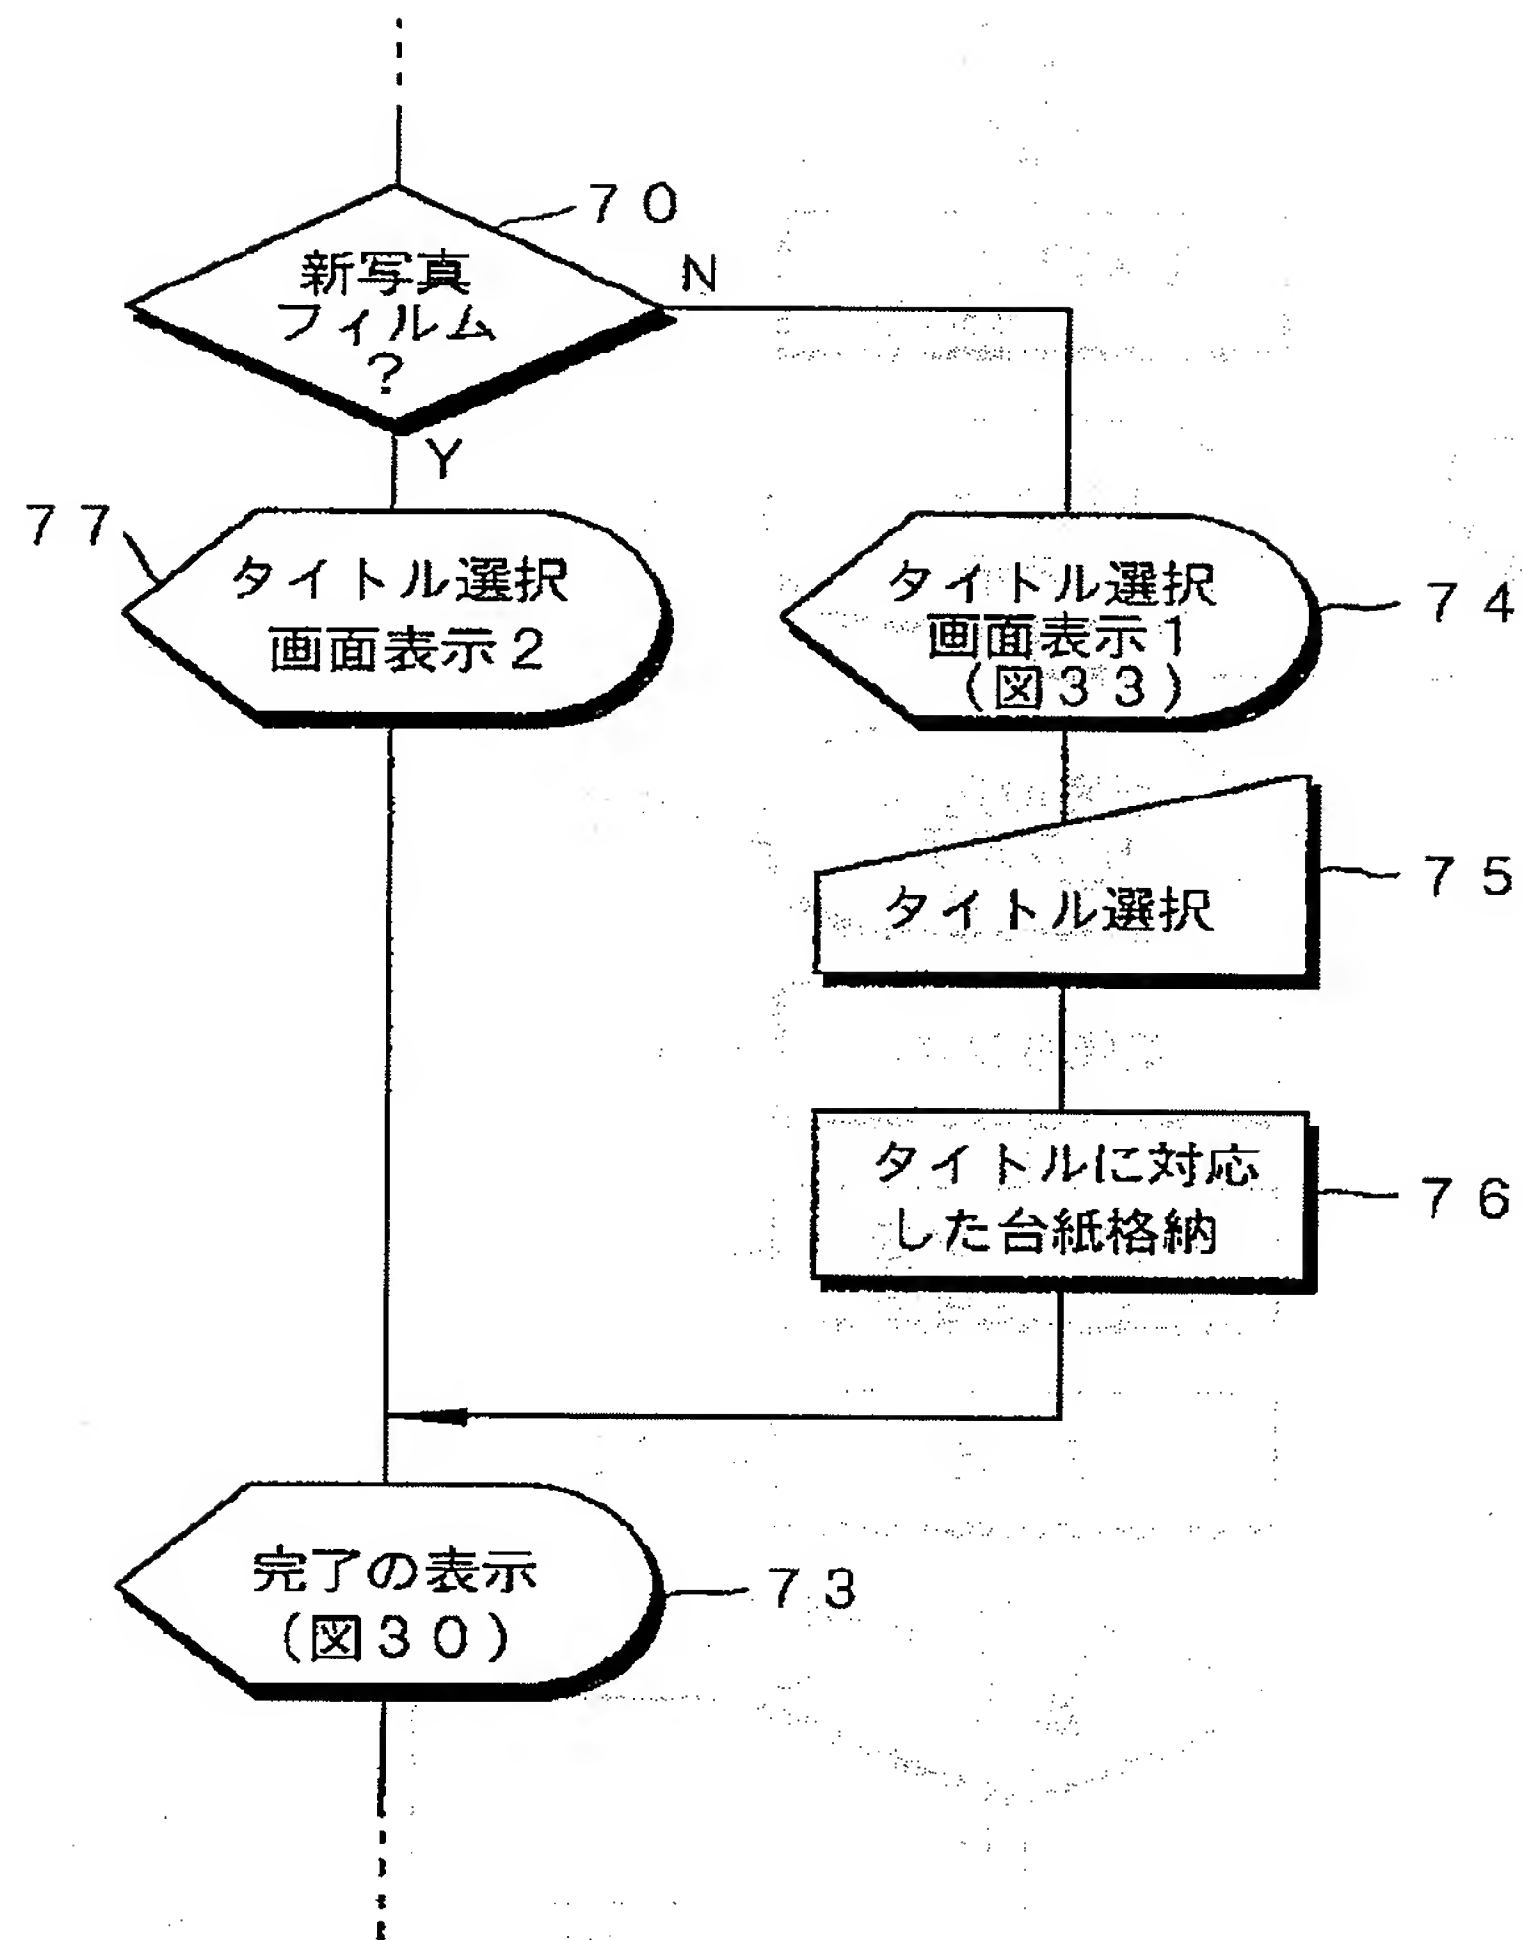 ７０
新写真
フィルム
？
N
Y
７７
タイトル選択
画面表示２
タイトル選択
画面表示１
（図３３）
７４
タイトル選択
７５
タイトルに対応
した台紙格納
７６
完了の表示
（図３０）
７３